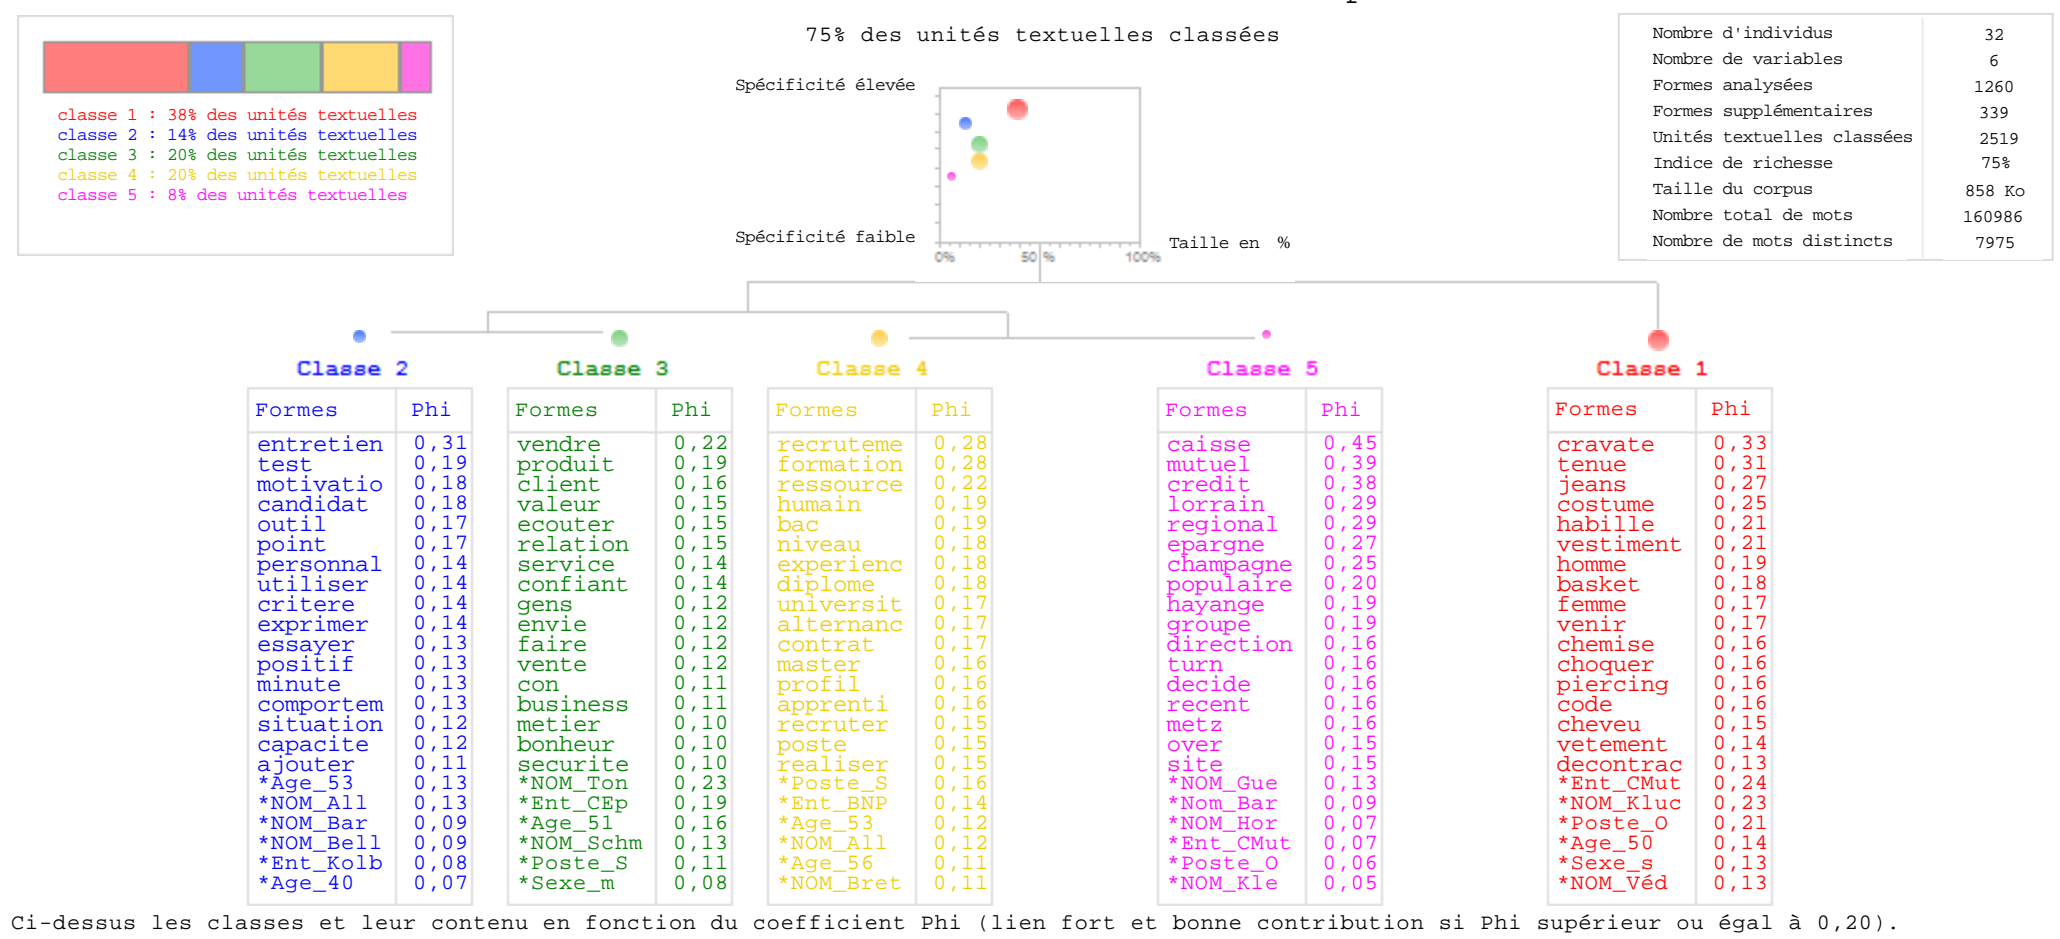 75% des unités textuelles classées
classe 1 : 38% des unités textuelles
classe 2 : 14% des unités textuelles
classe 3 : 20% des unités textuelles
classe 4 : 20% des unités textuelles
classe 5 : 8% des unités textuelles
Spécificité élevée
Spécificité faible
0% 50 % 100%
Taille en %
Nombre d'individus 32
Nombre de variables 6
Formes analysées 1260
Formes supplémentaires 339
Unités textuelles classées 2519
Indice de richesse 75%
Taille du corpus 858 Ko
Nombre total de mots 160986
Nombre de mots distincts 7975
Classe 2
Formes Phi
entretien 0,31
test 0,19
motivatio 0,18
candidat 0,18
outil 0,17
point 0,17
personnal 0,14
utiliser 0,14
critere 0,14
exprimer 0,14
essayer 0,13
positif 0,13
minute 0,13
comportem 0,13
situation 0,12
capacite 0,12
ajouter 0,11
*Age_53 0,13
*NOM_All 0,13
*NOM_Bar 0,09
*NOM_Bell 0,09
*Ent_Kolb 0,08
*Age_40 0,07
Classe 3
Formes Phi
vendre 0,22
produit 0,19
client 0,16
valeur 0,15
ecouter 0,15
relation 0,15
service 0,14
confiant 0,14
gens 0,12
envie 0,12
faire 0,12
vente 0,12
con 0,11
business 0,11
metier 0,10
bonheur 0,10
securite 0,10
*NOM_Ton 0,23
*Ent_CEp 0,19
*Age_51 0,16
*NOM_Schm 0,13
*Poste_S 0,11
*Sexe_m 0,08
Classe 4
Formes Phi
recruteme 0,28
formation 0,28
ressource 0,22
humain 0,19
bac 0,19
niveau 0,18
experienc 0,18
diplome 0,18
universit 0,17
alternanc 0,17
contrat 0,17
master 0,16
profil 0,16
apprenti 0,16
recruter 0,15
poste 0,15
realiser 0,15
*Poste_S 0,16
*Ent_BNP 0,14
*Age_53 0,12
*NOM_All 0,12
*Age_56 0,11
*NOM_Bret 0,11
Classe 5
Formes Phi
caisse 0,45
mutuel 0,39
credit 0,38
lorrain 0,29
regional 0,29
epargne 0,27
champagne 0,25
populaire 0,20
hayange 0,19
groupe 0,19
direction 0,16
turn 0,16
decide 0,16
recent 0,16
metz 0,16
over 0,15
site 0,15
*NOM_Gue 0,13
*Nom_Bar 0,09
*NOM_Hor 0,07
*Ent_CMut 0,07
*Poste_O 0,06
*NOM_Kle 0,05
Classe 1
Formes Phi
cravate 0,33
tenue 0,31
jeans 0,27
costume 0,25
habille 0,21
vestiment 0,21
homme 0,19
basket 0,18
femme 0,17
venir 0,17
chemise 0,16
choquer 0,16
piercing 0,16
code 0,16
cheveu 0,15
vetement 0,14
decontrac 0,13
*Ent_CMut 0,24
*NOM_Kluc 0,23
*Poste_O 0,21
*Age_50 0,14
*Sexe_s 0,13
*NOM_Véd 0,13
Ci-dessus les classes et leur contenu en fonction du coefficient Phi (lien fort et bonne contribution si Phi supérieur ou égal à 0,20).